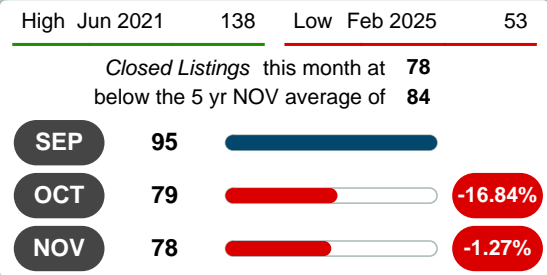 High Jun 2021 138 Low Feb 2025 53
Closed Listings this month at 78
below the 5 yr NOV average of 84
SEP 95
OCT 79 -16.84%
NOV 78 -1.27%